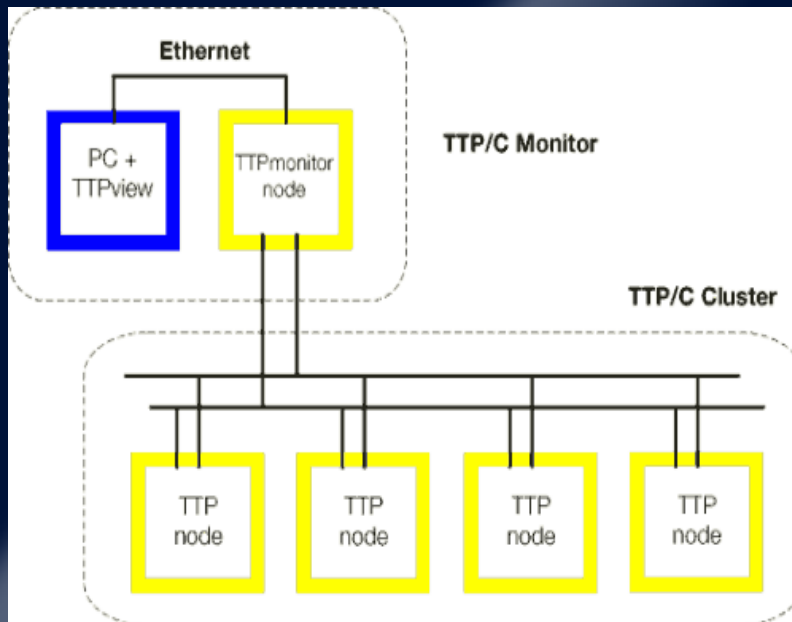 Ethernet
PC +
TTPview
TTPmonitor
node
TTP/C Monitor
TTP/C Cluster
TTP
node
TTP
node
TTP
node
TTP
node